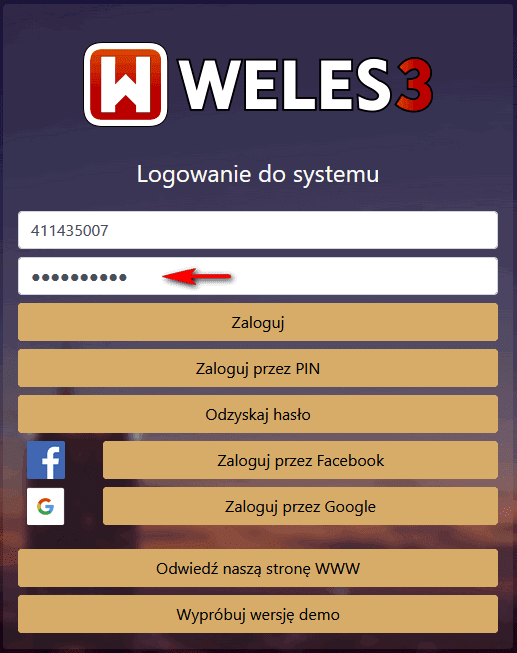 WELES3
Logowanie do systemu
411435007
●●●●●●●●●●
Zaloguj
Zaloguj przez PIN
Odzyskaj hasło
Zaloguj przez Facebook
Zaloguj przez Google
Odwiedź naszą stronę WWW
Wypróbuj wersję demo